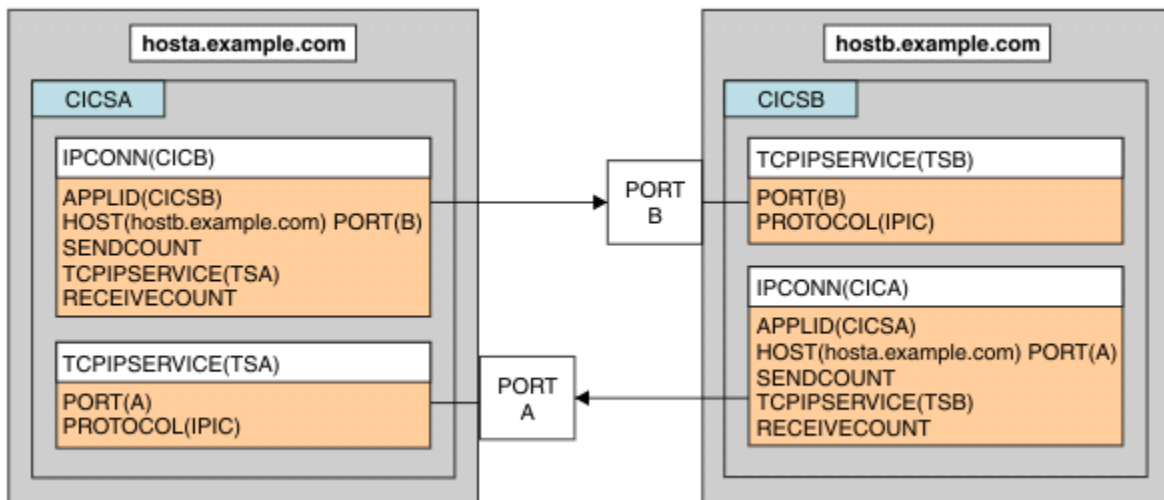 hosta.example.com
CICSA
IPCONN(CICB)
APPLID(CICSB)
HOST(hostb.example.com) PORT(B)
SENDCOUNT
TCPIPSERVICE(TSA)
RECEIVECOUNT
TCPIPSERVICE(TSA)
PORT(A)
PROTOCOL(IPIC)
PORT
B
PORT
A
hostb.example.com
CICSB
TCPIPSERVICE(TSB)
PORT(B)
PROTOCOL(IPIC)
IPCONN(CICA)
APPLID(CICSA)
HOST(hosta.example.com) PORT(A)
SENDCOUNT
TCPIPSERVICE(TSB)
RECEIVECOUNT